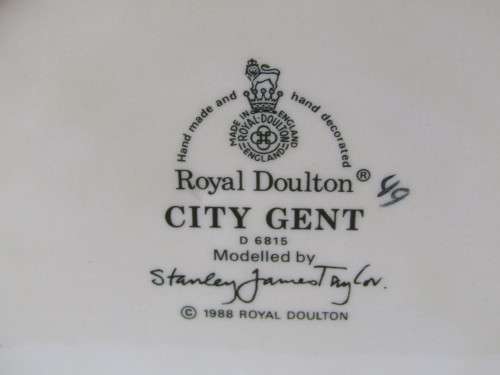 Hand made and hand decorated
MADE IN ENGLAND
ROYAL·DOULTON
ENGLAND
Royal Doulton®
49
CITY GENT
D 6815
Modelled by
Stanley James Taylor.
© 1988 ROYAL DOULTON